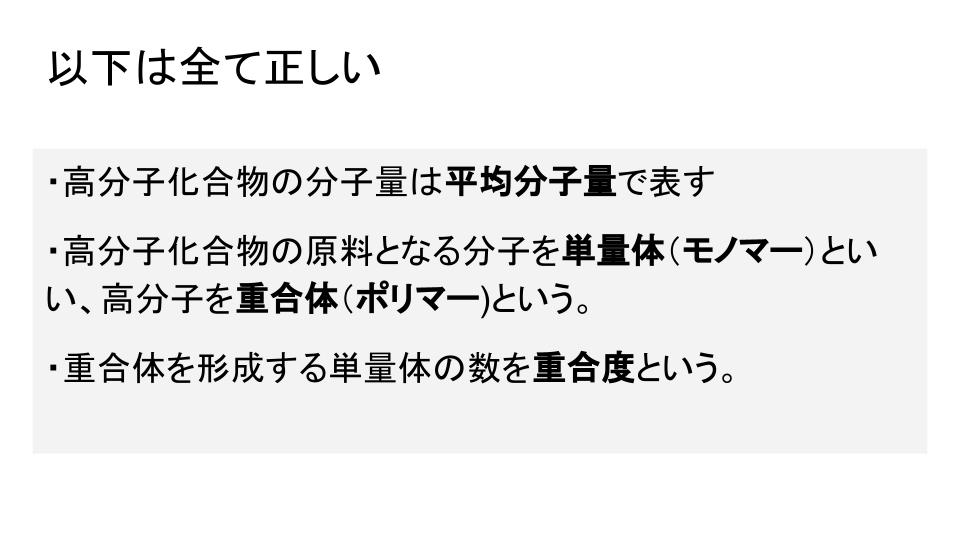 以下は全て正しい
・高分子化合物の分子量は平均分子量で表す
・高分子化合物の原料となる分子を単量体（モノマー）とい
い、高分子を重合体（ポリマー)という。
・重合体を形成する単量体の数を重合度という。